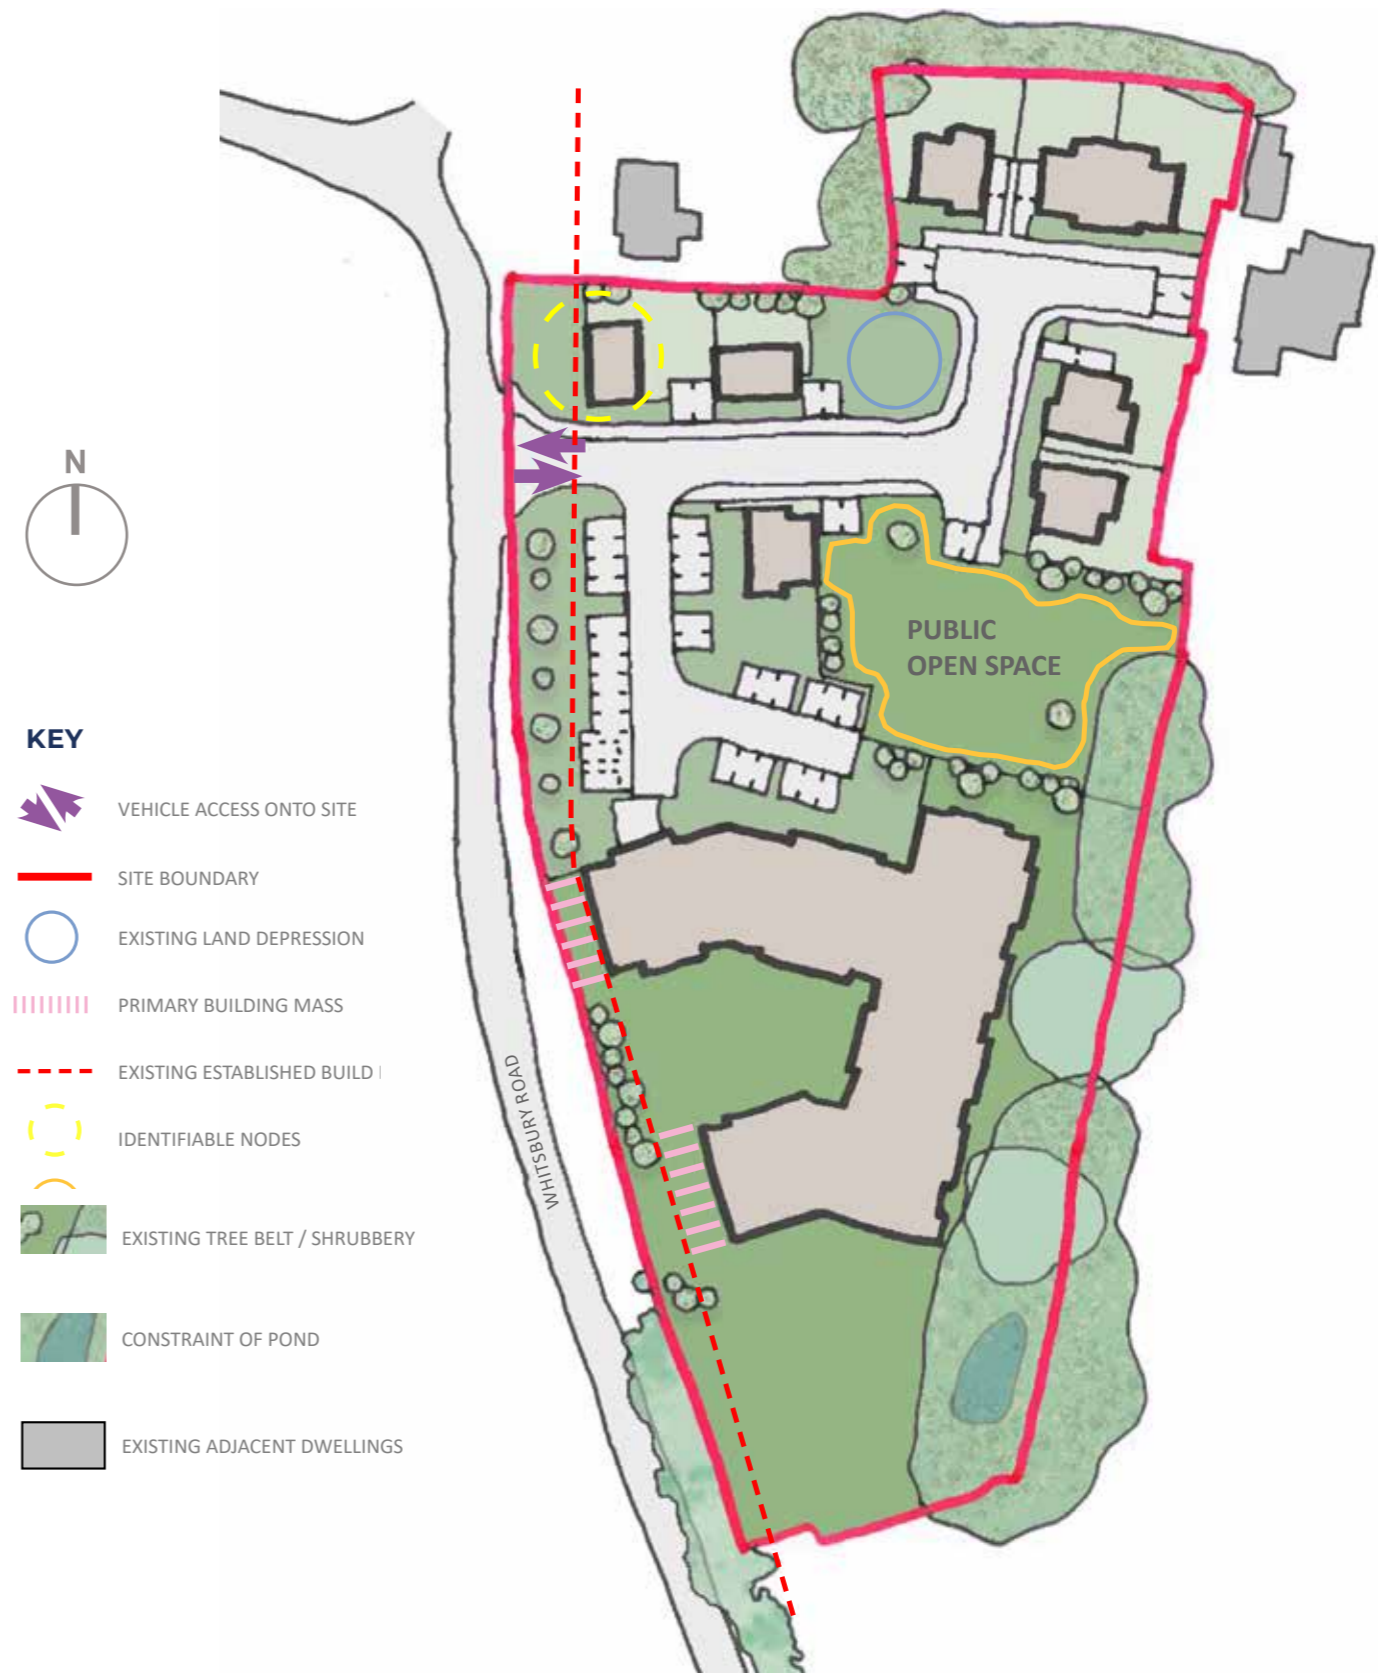 N
KEY
VEHICLE ACCESS ONTO SITE
SITE BOUNDARY
EXISTING LAND DEPRESSION
PRIMARY BUILDING MASS
EXISTING ESTABLISHED BUILD
IDENTIFIABLE NODES
EXISTING TREE BELT / SHRUBBERY
CONSTRAINT OF POND
EXISTING ADJACENT DWELLINGS
PUBLIC
OPEN SPACE
WHITSBURY ROAD